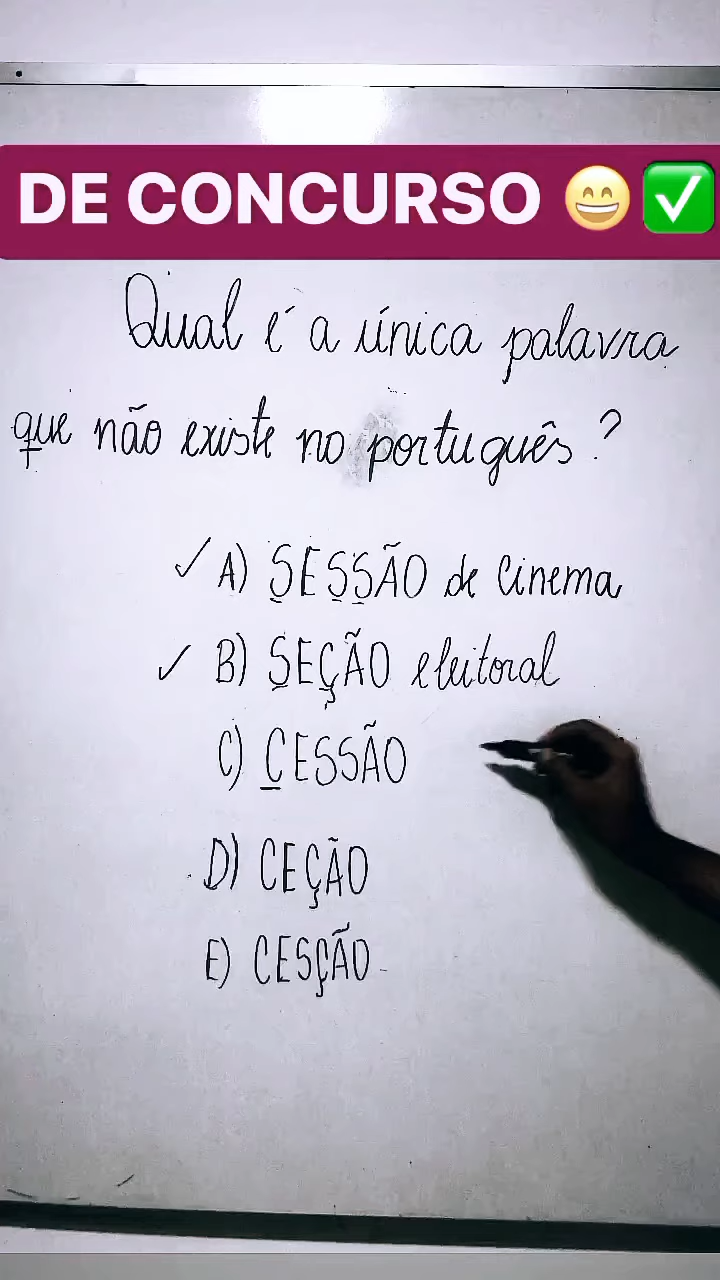 DE CONCURSO 😄✅
Qual é a única palavra
que não existe no português?
✓ A) SESSÃO de Cinema
✓ B) SEÇÃO eleitoral
C) CESSÃO
D) CEÇÃO
E) CESÇÃO